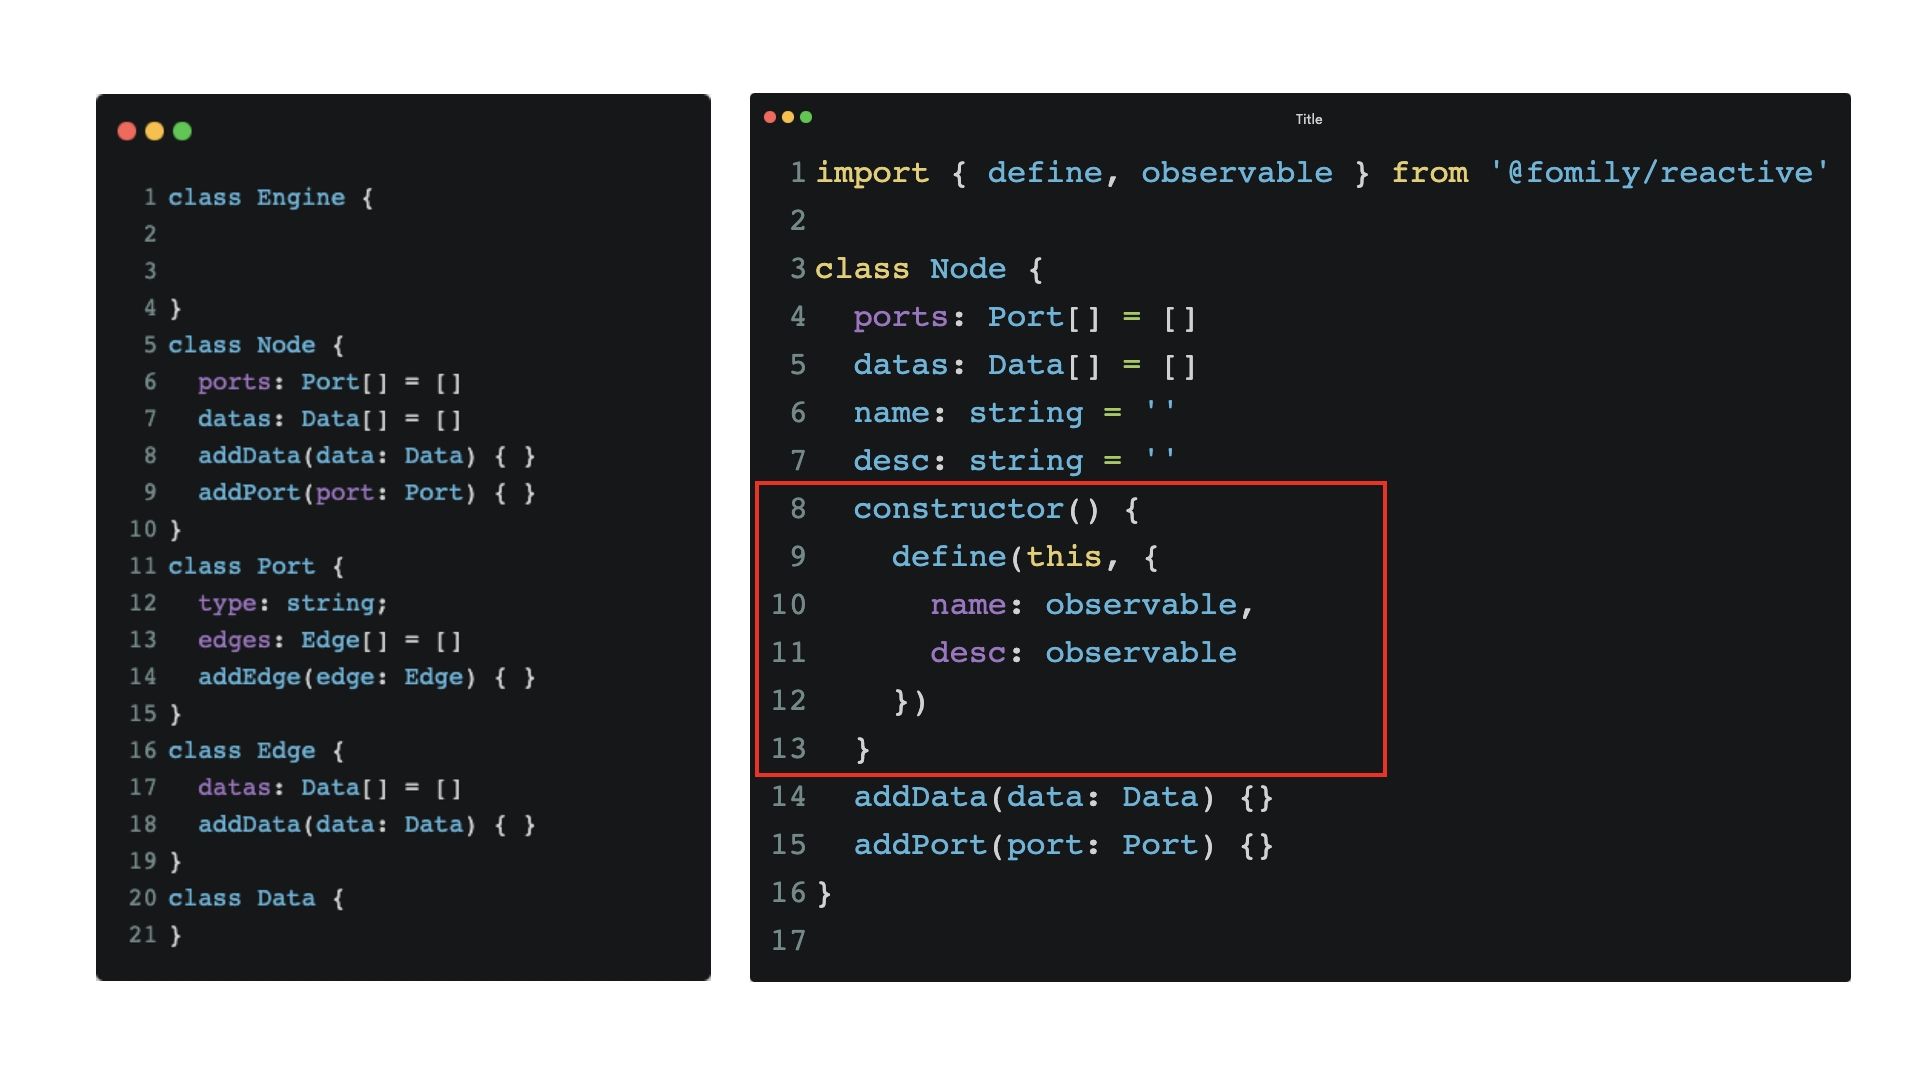 1 class Engine {
2
3
4 }
5 class Node {
6   ports: Port[] = []
7   datas: Data[] = []
8   addData(data: Data) { }
9   addPort(port: Port) { }
10 }
11 class Port {
12   type: string;
13   edges: Edge[] = []
14   addEdge(edge: Edge) { }
15 }
16 class Edge {
17   datas: Data[] = []
18   addData(data: Data) { }
19 }
20 class Data {
21 }
Title
1 import { define, observable } from '@fomily/reactive'
2
3 class Node {
4   ports: Port[] = []
5   datas: Data[] = []
6   name: string = ''
7   desc: string = ''
8   constructor() {
9     define(this, {
10       name: observable,
11       desc: observable
12     })
13   }
14   addData(data: Data) {}
15   addPort(port: Port) {}
16 }
17